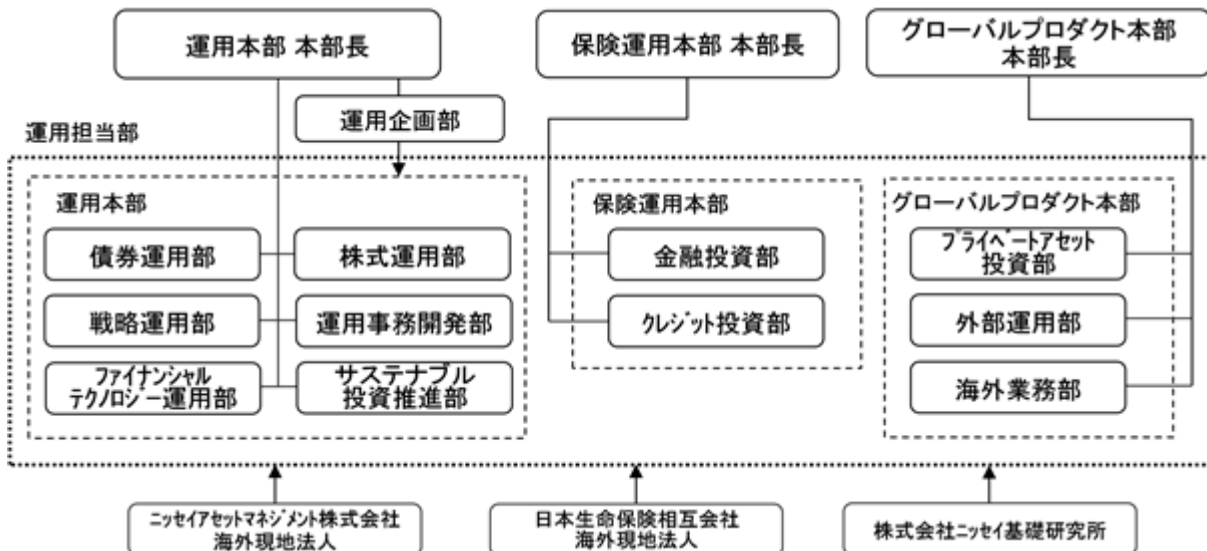 運用本部 本部長
保険運用本部 本部長
グローバルプロダクト本部
本部長
運用企画部
運用担当部
運用本部
債券運用部
株式運用部
戦略運用部
運用事務開発部
ファイナンシャル
テクノロジー運用部
サステナブル
投資推進部
保険運用本部
金融投資部
クレジット投資部
グローバルプロダクト本部
プライベートアセット
投資部
外部運用部
海外業務部
ニッセイアセットマネジメント株式会社
海外現地法人
日本生命保険相互会社
海外現地法人
株式会社ニッセイ基礎研究所